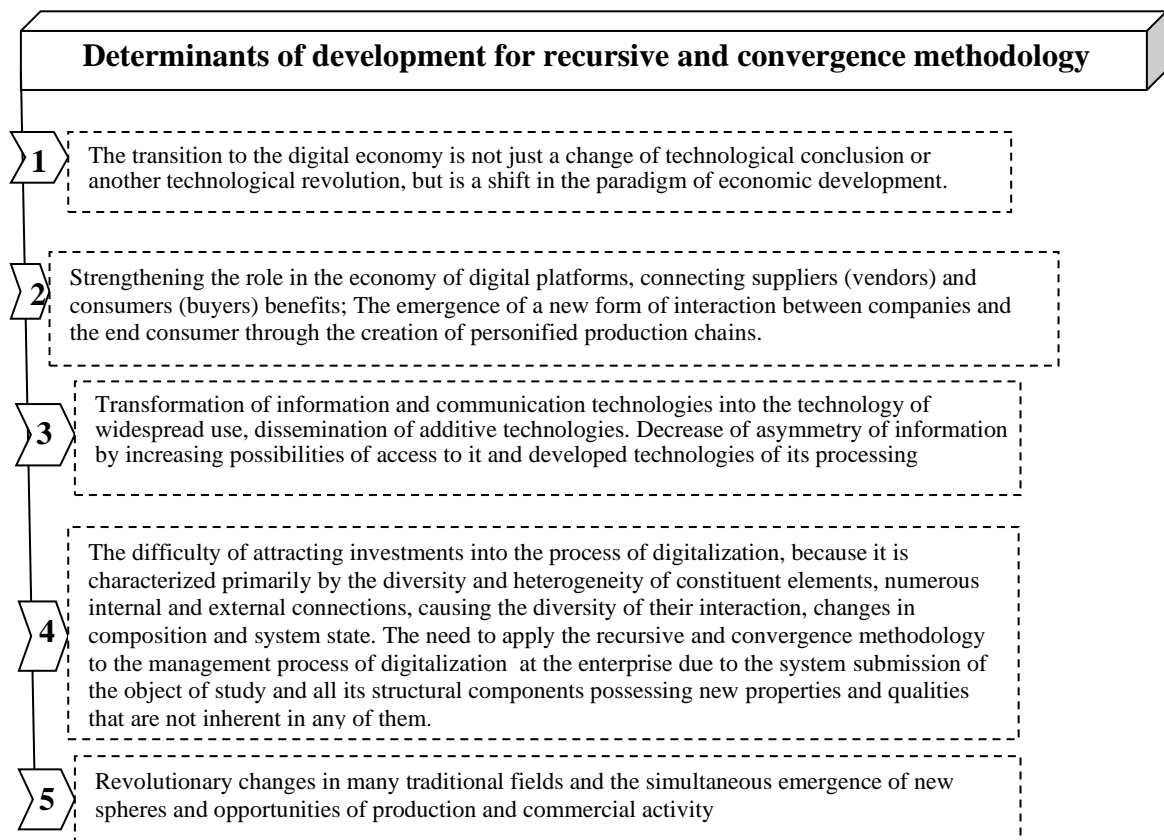 Determinants of development for recursive and convergence methodology
1
The transition to the digital economy is not just a change of technological conclusion or
another technological revolution, but is a shift in the paradigm of economic development.
2
Strengthening the role in the economy of digital platforms, connecting suppliers (vendors) and
consumers (buyers) benefits; The emergence of a new form of interaction between companies and
the end consumer through the creation of personified production chains.
3
Transformation of information and communication technologies into the technology of
widespread use, dissemination of additive technologies. Decrease of asymmetry of information
by increasing possibilities of access to it and developed technologies of its processing
4
The difficulty of attracting investments into the process of digitalization, because it is
characterized primarily by the diversity and heterogeneity of constituent elements, numerous
internal and external connections, causing the diversity of their interaction, changes in
composition and system state. The need to apply the recursive and convergence methodology
to the management process of digitalization at the enterprise due to the system submission of
the object of study and all its structural components possessing new properties and qualities
that are not inherent in any of them.
5
Revolutionary changes in many traditional fields and the simultaneous emergence of new
spheres and opportunities of production and commercial activity